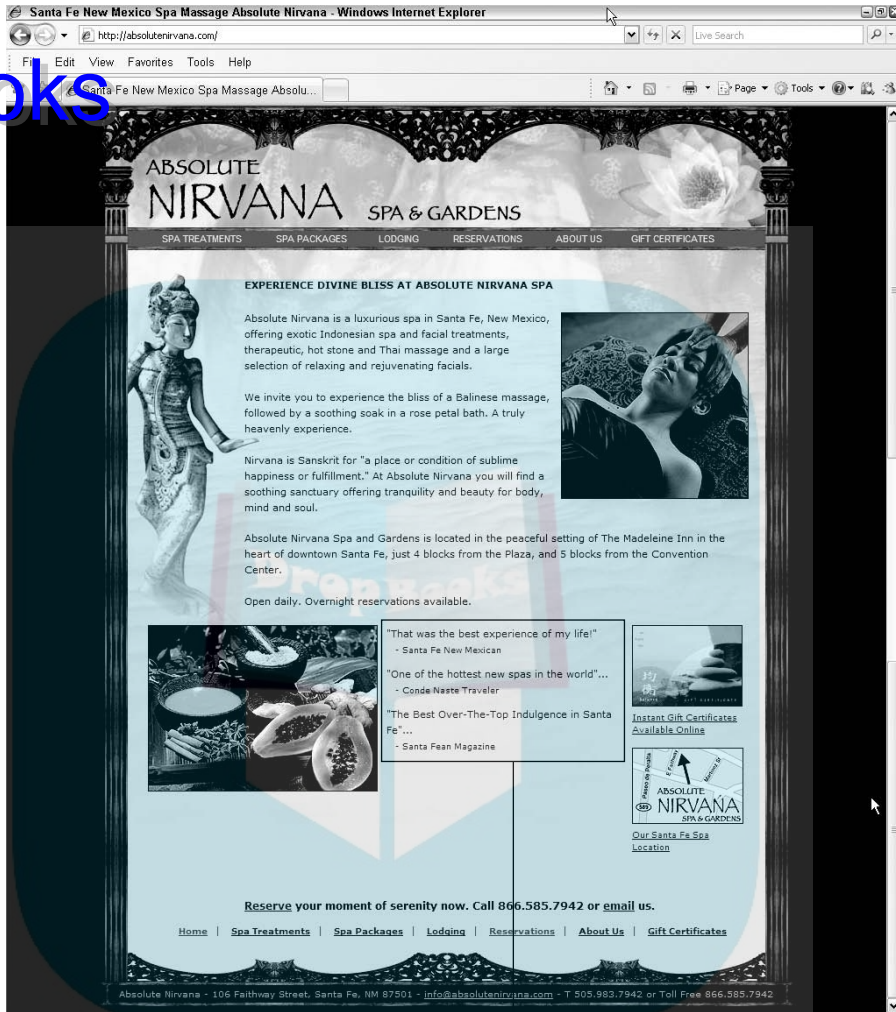 Santa Fe New Mexico Spa Massage Absolute Nirvana - Windows Internet Explorer
http://absolutenirvana.com/
Live Search
Edit View Favorites Tools Help
oks
Santa Fe New Mexico Spa Massage Absolu...
Page Tools
ABSOLUTE
NIRVANA SPA & GARDENS
SPA TREATMENTS SPA PACKAGES LODGING RESERVATIONS ABOUT US GIFT CERTIFICATES
EXPERIENCE DIVINE BLISS AT ABSOLUTE NIRVANA SPA
Absolute Nirvana is a luxurious spa in Santa Fe, New Mexico,
offering exotic Indonesian spa and facial treatments,
therapeutic, hot stone and Thai massage and a large
selection of relaxing and rejuvenating facials.
We invite you to experience the bliss of a Balinese massage,
followed by a soothing soak in a rose petal bath. A truly
heavenly experience.
Nirvana is Sanskrit for "a place or condition of sublime
happiness or fulfillment." At Absolute Nirvana you will find a
soothing sanctuary offering tranquility and beauty for body,
mind and soul.
Absolute Nirvana Spa and Gardens is located in the peaceful setting of The Madeleine Inn in the
heart of downtown Santa Fe, just 4 blocks from the Plaza, and 5 blocks from the Convention
Center.
DropBooks
Open daily. Overnight reservations available.
"That was the best experience of my life!"
- Santa Fe New Mexican
"One of the hottest new spas in the world"...
- Conde Naste Traveler
"The Best Over-The-Top Indulgence in Santa
Fe"...
- Santa Fean Magazine
GIFT CERTIFICATES
Instant Gift Certificates
Available Online
Paseo de Peralta
ABSOLUTE
NIRVANA
SPA & GARDENS
Our Santa Fe Spa
Location
Reserve your moment of serenity now. Call 866.585.7942 or email us.
Home | Spa Treatments | Spa Packages | Lodging | Reservations | About Us | Gift Certificates
Absolute Nirvana - 106 Faithway Street, Santa Fe, NM 87501 - info@absolutenirvana.com - T 505.983.7942 or Toll Free 866.585.7942